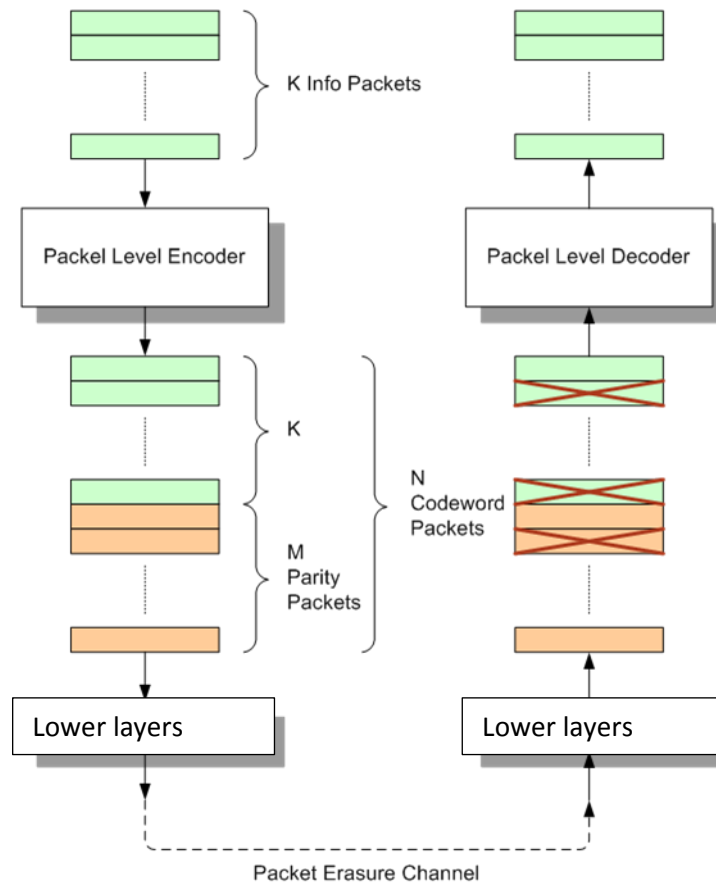 K Info Packets
Packel Level Encoder
Packel Level Decoder
K
N
Codeword
Packets
M
Parity
Packets
Lower layers
Lower layers
Packet Erasure Channel